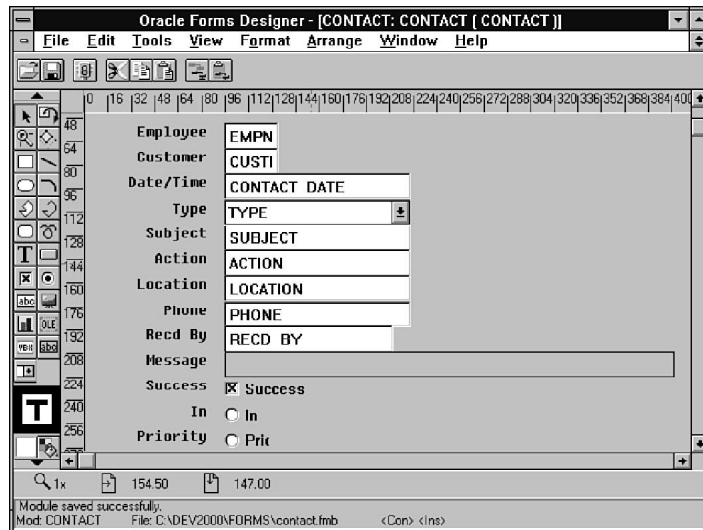 Oracle Forms Designer - [CONTACT: CONTACT ( CONTACT )]
File Edit Tools View Format Arrange Window Help
0 16 32 48 64 80 96 112 128 144 160 176 192 208 224 240 256 272 288 304 320 336 352 368 384 400
48
Employee EMPN
64
Customer CUSTI
80
Date/Time CONTACT DATE
96
Type TYPE
112
Subject SUBJECT
128
Action ACTION
144
Location LOCATION
160
Phone PHONE
176
Recd By RECD BY
192
Message
208
Success Success
224
In In
240
Priority Pric
256
T
abc
OLE
VBX abc
T
1x 154.50 147.00
Module saved successfully.
Mod: CONTACT File: C:\DEV2000\FORMS\contact.fmb <Con> <Ins>